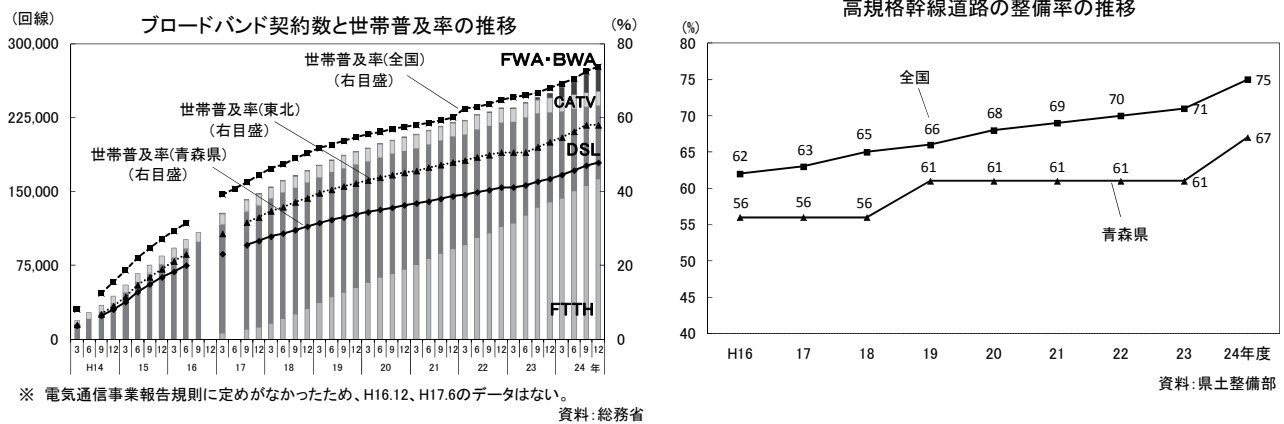 ブロードバンド契約数と世帯普及率の推移
(回線)
(%)
300,000
225,000
150,000
75,000
0
80
60
40
20
0
世帯普及率(全国)
(右目盛)
FWA・BWA
世帯普及率(東北)
(右目盛)
CATV
世帯普及率(青森県)
(右目盛)
DSL
FTTH
3 6 9 12 3 6 9 12 3 6 9 12 3 6 9 12 3 6 9 12 3 6 9 12 3 6 9 12 3 6 9 12 3 6 9 12 3 6 9 12 3 6 9 12
H14 15 16 17 18 19 20 21 22 23 24 年
※ 電気通信事業報告規則に定めがなかったため、H16.12、H17.6のデータはない。
資料:総務省
高規格幹線道路の整備率の推移
(%)
80
75
70
65
60
55
50
45
40
全国
62 63 65 66 68 69 70 71 75
56 56 56 61 61 61 61 61 67
青森県
H16 17 18 19 20 21 22 23 24年度
資料:県土整備部